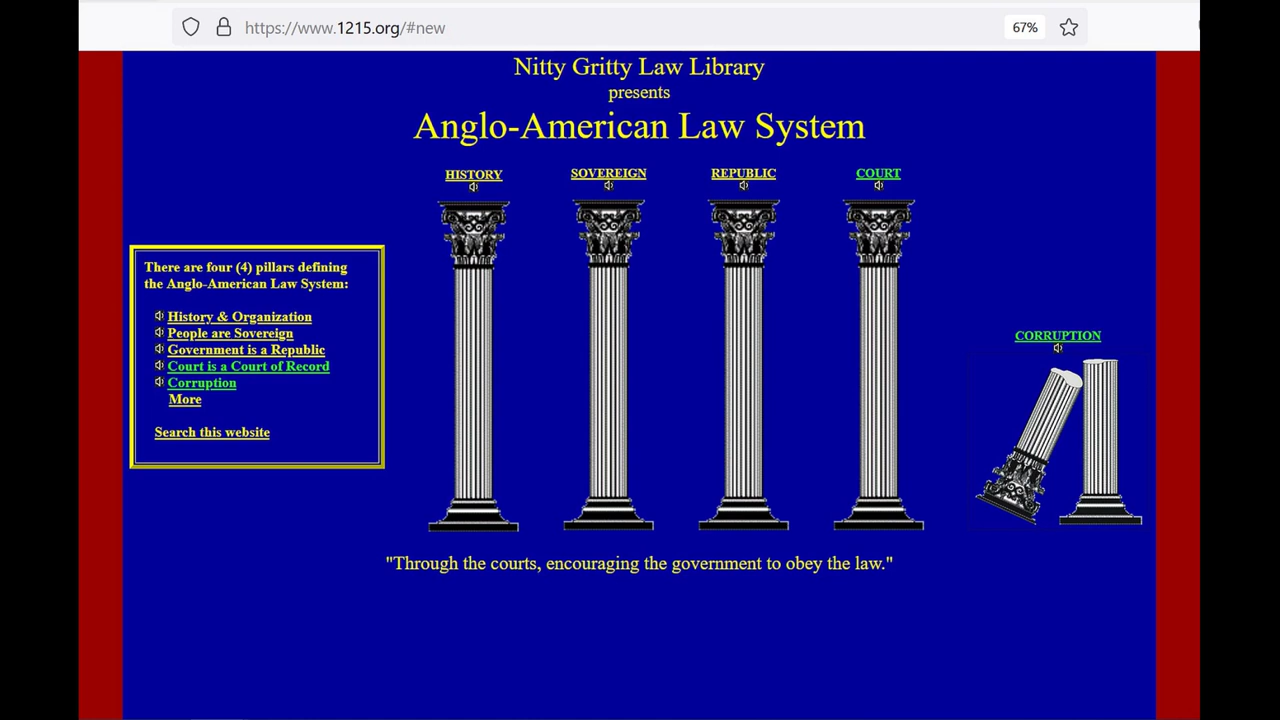 https://www.1215.org/#new
67%
Nitty Gritty Law Library
presents
Anglo-American Law System
HISTORY
SOVEREIGN
REPUBLIC
COURT
There are four (4) pillars defining
the Anglo-American Law System:
History & Organization
People are Sovereign
Government is a Republic
Court is a Court of Record
Corruption
More
Search this website
CORRUPTION
"Through the courts, encouraging the government to obey the law."